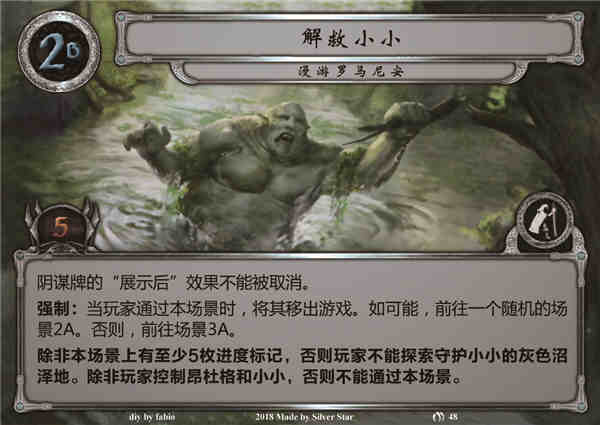 2B
解救小小
漫游罗马尼安
5
阴谋牌的“展示后”效果不能被取消。
强制：当玩家通过本场景时，将其移出游戏。如可能，前往一个随机的场
景2A。否则，前往场景3A。
除非本场景上有至少5枚进度标记，否则玩家不能探索守护小小的灰色沼
泽地。除非玩家控制昂杜格和小小，否则不能通过本场景。
diy by fabio
2018 Made by Silver Star
48